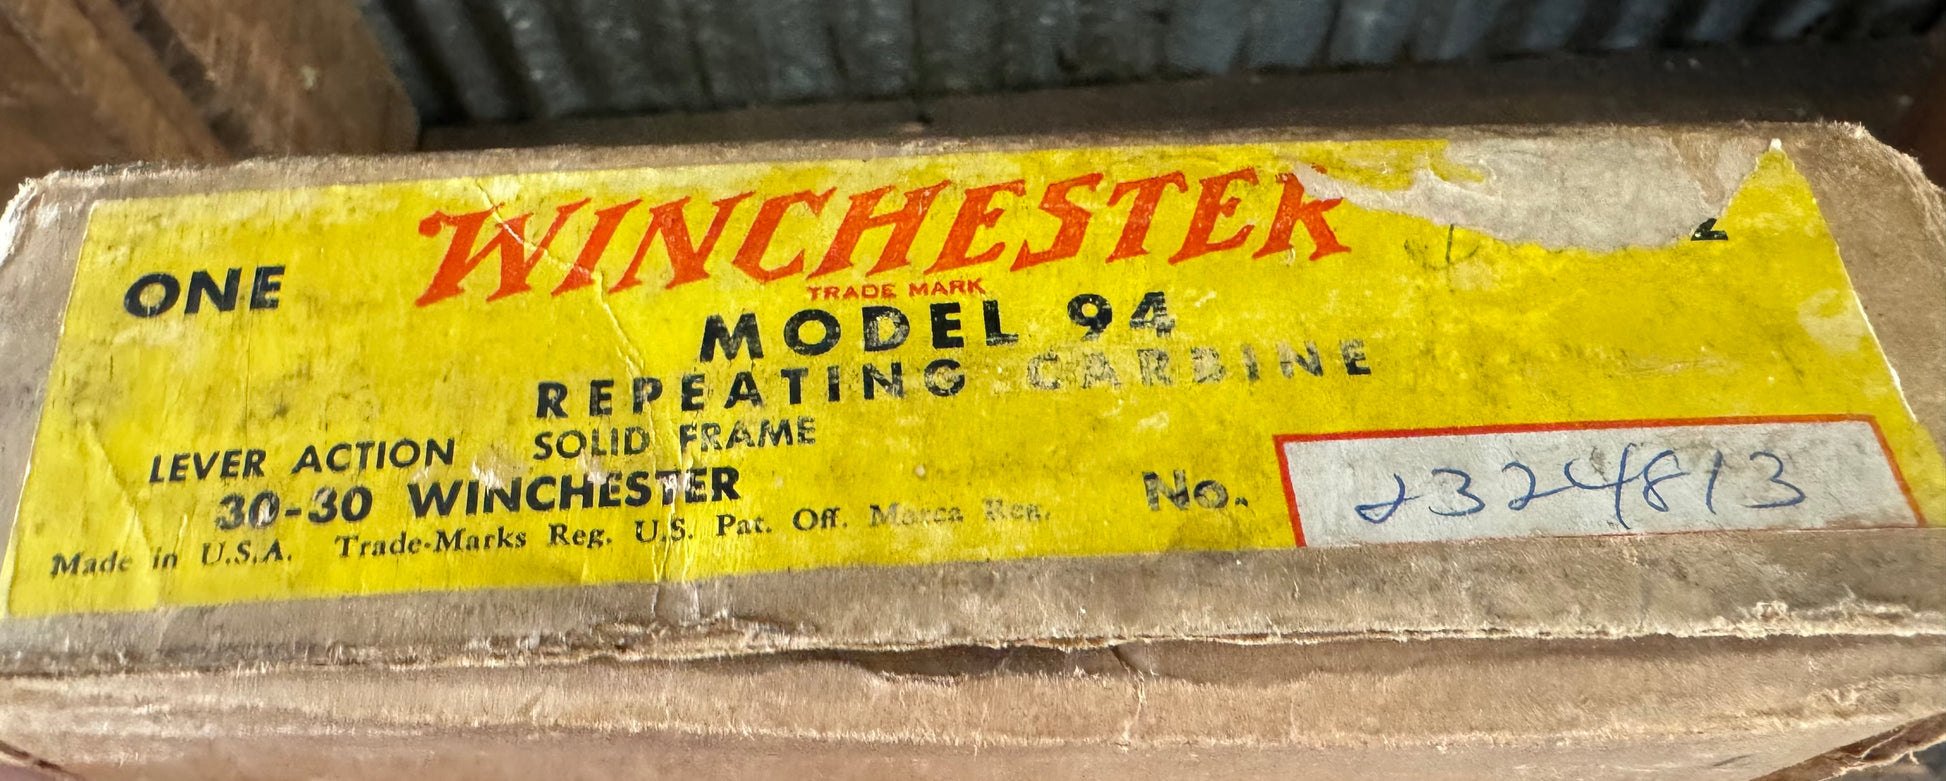 ONE WINCHESTER
TRADE MARK
MODEL 94
REPEATING CARBINE
LEVER ACTION SOLID FRAME
30-30 WINCHESTER
Made in U.S.A. Trade-Marks Reg. U.S. Pat. Off. Marca Reg.
No. 2324813